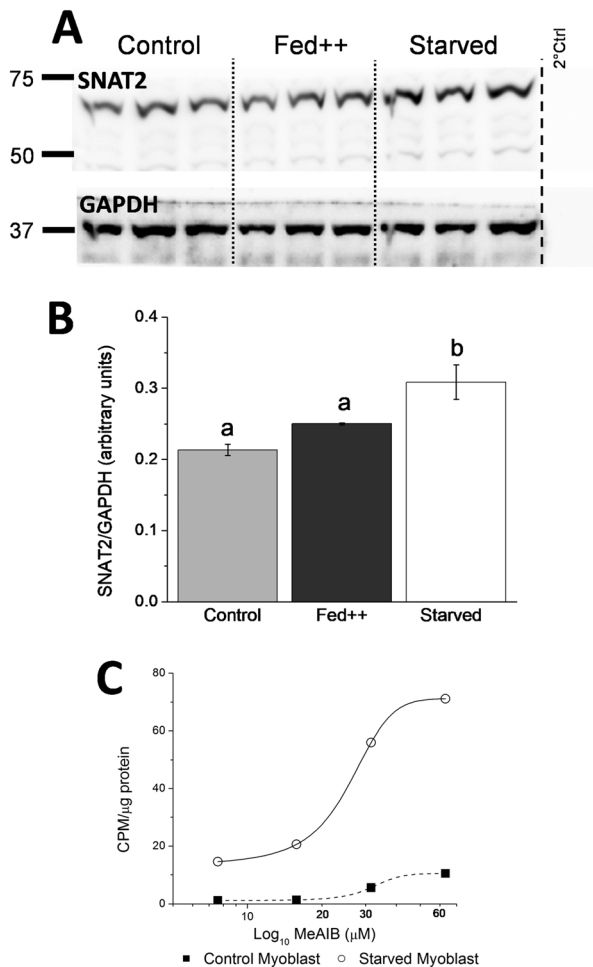 A
Control Fed++ Starved 2°Ctrl
75 SNAT2
50
GAPDH
37
B
SNAT2/GAPDH (arbitrary units)
0.4
0.3
0.2
0.1
0.0
a a b
Control Fed++ Starved
C
CPM/µg protein
80
60
40
20
0
10 20 30 60
Log10 MeAIB (µM)
Control Myoblast Starved Myoblast